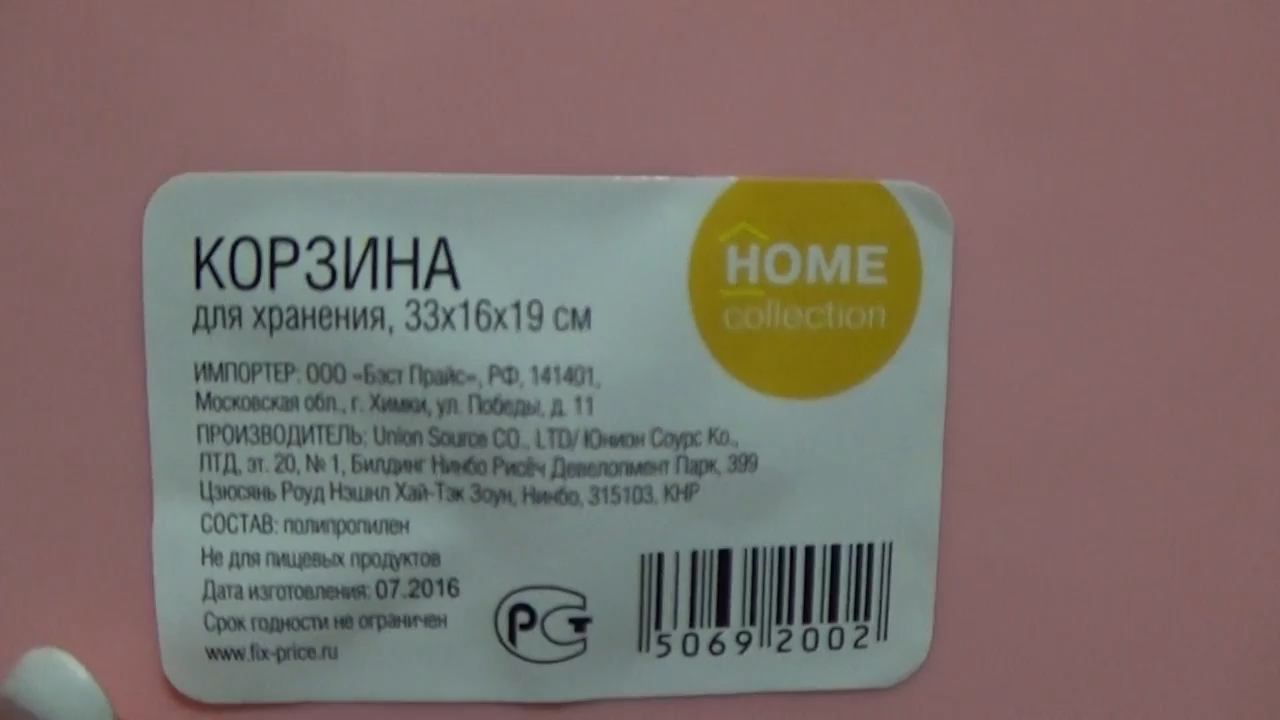 КОРЗИНА
для хранения, 33х16х19 см
HOME
collection
ИМПОРТЕР: ООО «Бэст Прайс», РФ, 141401,
Московская обл., г. Химки, ул. Победы, д. 11
ПРОИЗВОДИТЕЛЬ: Union Source CO., LTD/ Юнион Соурс Ко.,
ЛТД, эт. 20, № 1, Билдинг Нинбо Рисёч Девелопмент Парк, 399
Цзюсянь Роуд Нэшнл Хай-Тэк Зоун, Нинбо, 315103, КНР
СОСТАВ: полипропилен
Не для пищевых продуктов
Дата изготовления: 07.2016
Срок годности не ограничен
www.fix-price.ru
РСТ
5069 2002